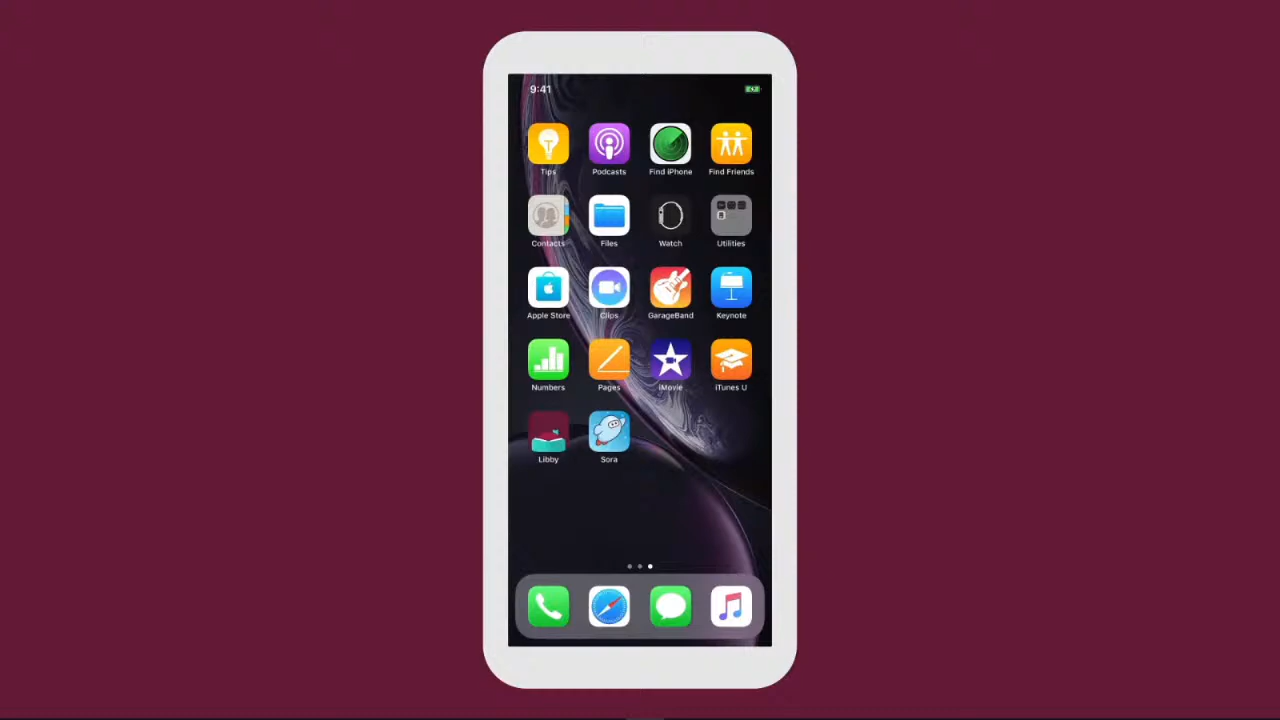 9:41
Tips Podcasts Find iPhone Find Friends
Contacts Files Watch Utilities
Apple Store Clips GarageBand Keynote
Numbers Pages iMovie iTunes U
Libby Sora